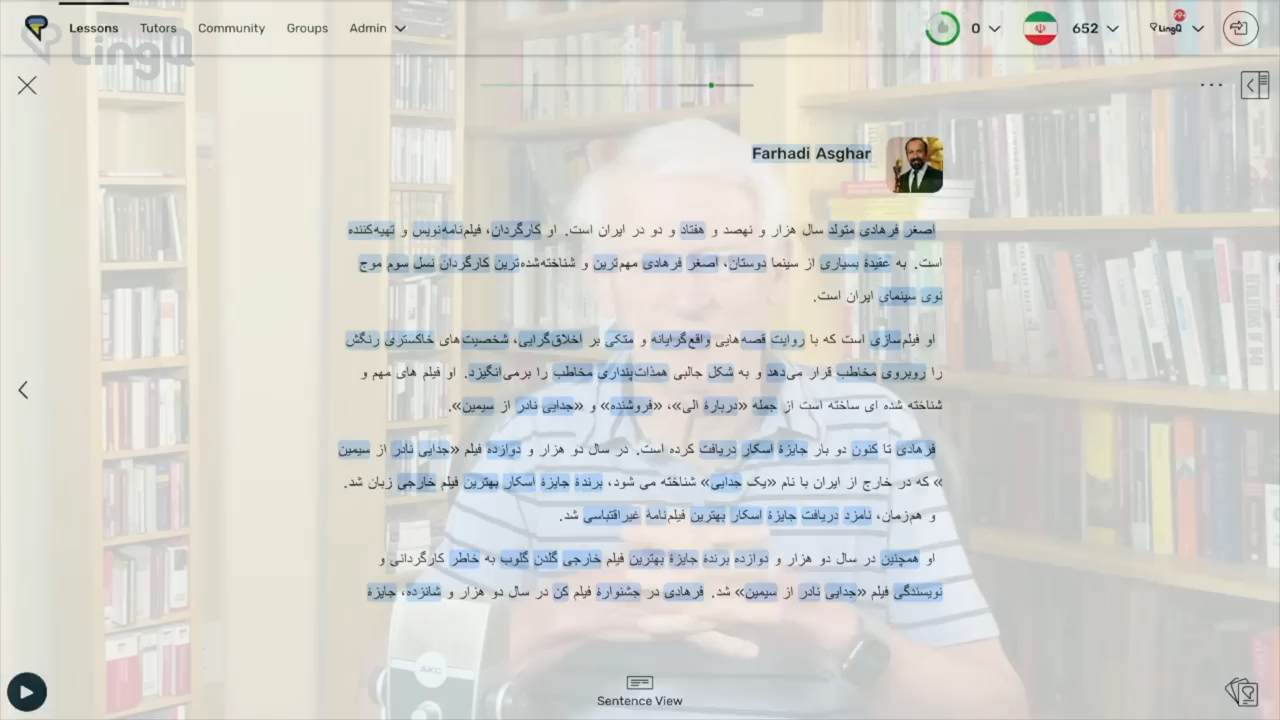 Lessons Tutors Community Groups Admin 0 652 LingQ 99+
LingQ
Farhadi Asghar
اصغر فرهادی متولد سال هزار و نهصد و هفتاد و دو در ایران است. او کارگردان، فیلم‌نامه‌نویس و تهیه‌کننده
است. به عقیدهٔ بسیاری از سینما دوستان، اصغر فرهادی مهم‌ترین و شناخته‌شده‌ترین کارگردان نسل سوم موج
نوی سینمای ایران است.
او فیلم‌سازی است که با روایت قصه‌هایی واقع‌گرایانه و متکی بر اخلاق‌گرایی، شخصیت‌های خاکستری رنگش
را روبروی مخاطب قرار می‌دهد و به شکل جالبی همذات‌پنداری مخاطب را برمی‌انگیزد. او فیلم های مهم و
شناخته شده ای ساخته است از جمله «دربارهٔ الی»، «فروشنده» و «جدایی نادر از سیمین».
فرهادی تا کنون دو بار جایزهٔ اسکار دریافت کرده است. در سال دو هزار و دوازده فیلم «جدایی نادر از سیمین
» که در خارج از ایران با نام «یک جدایی» شناخته می شود، برندهٔ جایزهٔ اسکار بهترین فیلم خارجی زبان شد.
و هم‌زمان، نامزد دریافت جایزهٔ اسکار بهترین فیلم‌نامهٔ غیراقتباسی شد.
او همچنین در سال دو هزار و دوازده برندهٔ جایزهٔ بهترین فیلم خارجی گلدن گلوب به خاطر کارگردانی و
نویسندگی فیلم «جدایی نادر از سیمین» شد. فرهادی در جشنوارهٔ فیلم کن در سال دو هزار و شانزده، جایزهٔ
AKG
Sentence View